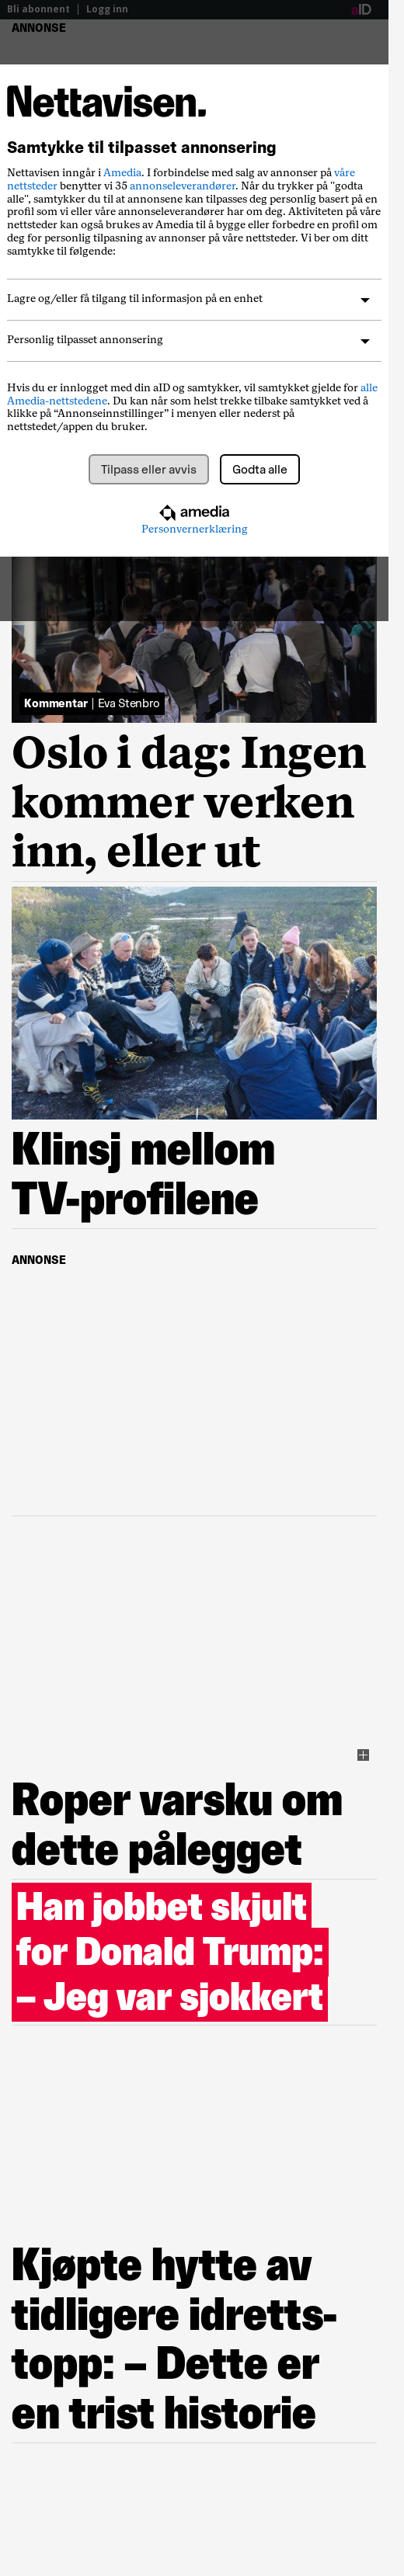 Bli abonnent | Logg inn
aID
ANNONSE
Nettavisen.
Samtykke til tilpasset annonsering
Nettavisen inngår i Amedia. I forbindelse med salg av annonser på våre
nettsteder benytter vi 35 annonseleverandører. Når du trykker på "godta
alle", samtykker du til at annonsene kan tilpasses deg personlig basert på en
profil som vi eller våre annonseleverandører har om deg. Aktiviteten på våre
nettsteder kan også brukes av Amedia til å bygge eller forbedre en profil om
deg for personlig tilpasning av annonser på våre nettsteder. Vi ber om ditt
samtykke til følgende:
Lagre og/eller få tilgang til informasjon på en enhet
Personlig tilpasset annonsering
Hvis du er innlogget med din aID og samtykker, vil samtykket gjelde for alle
Amedia-nettstedene. Du kan når som helst trekke tilbake samtykket ved å
klikke på “Annonseinnstillinger” i menyen eller nederst på
nettstedet/appen du bruker.
Tilpass eller avvis
Godta alle
amedia
Personvernerklæring
Kommentar | Eva Stenbro
Oslo i dag: Ingen
kommer verken
inn, eller ut
Klinsj mellom
TV-profilene
ANNONSE
Roper varsku om
dette pålegget
Han jobbet skjult
for Donald Trump:
– Jeg var sjokkert
Kjøpte hytte av
tidligere idretts-
topp: – Dette er
en trist historie